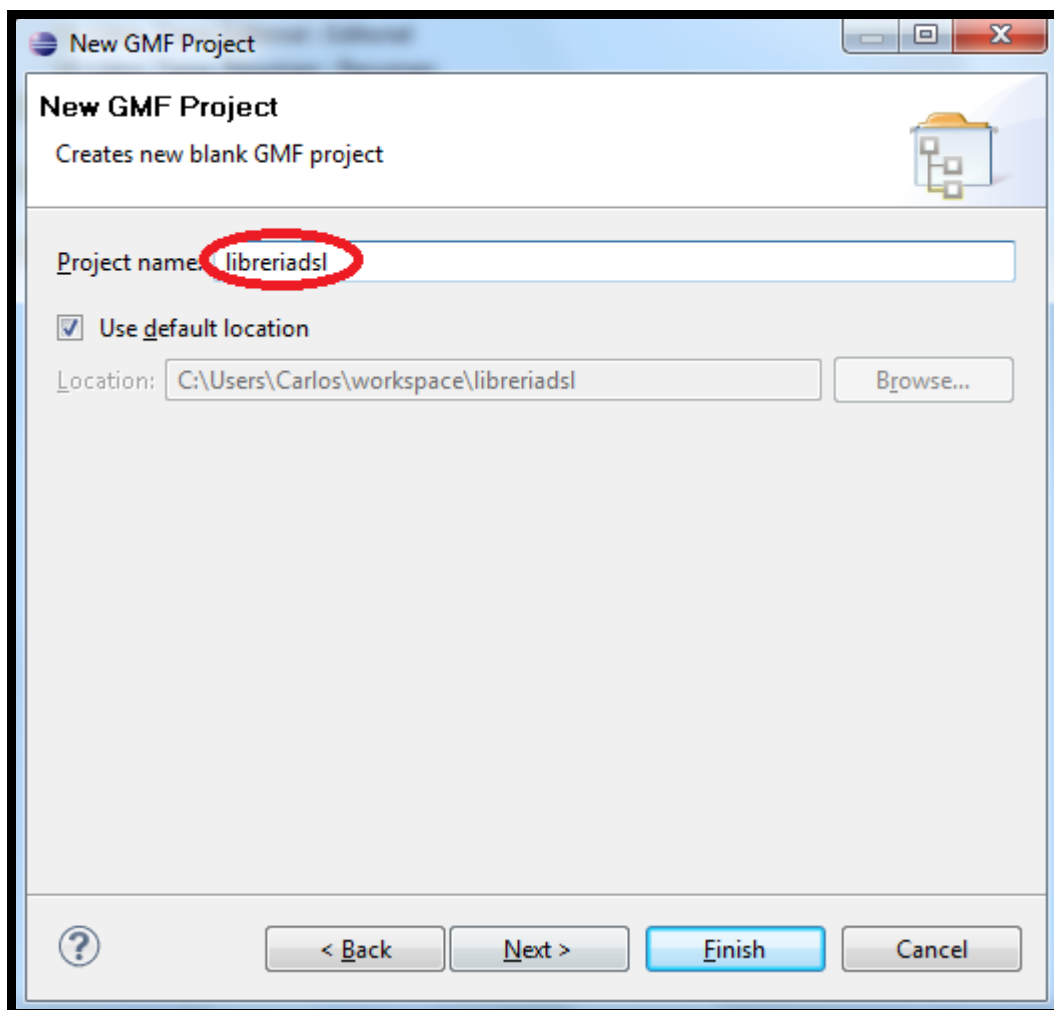 New GMF Project
New GMF Project
Creates new blank GMF project
Project name: libreriadsl
Use default location
Location: C:\Users\Carlos\workspace\libreriadsl Browse...
< Back Next > Finish Cancel